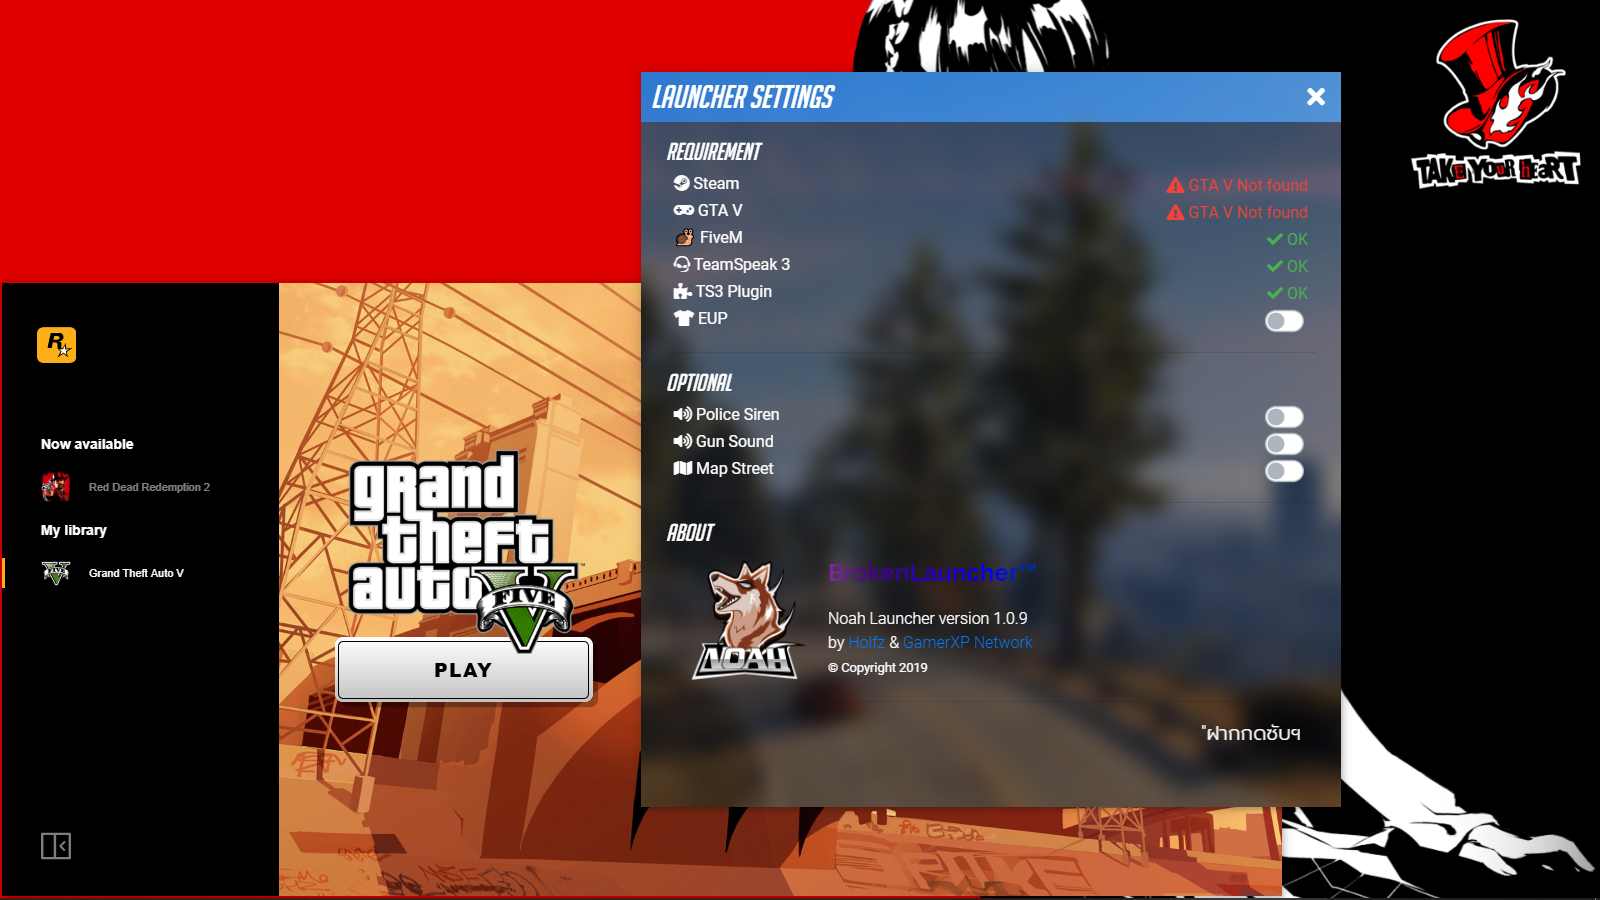 TAKE YOUR HEART
LAUNCHER SETTINGS
REQUIREMENT
Steam
GTA V Not found
GTA V
GTA V Not found
FiveM
OK
TeamSpeak 3
OK
TS3 Plugin
OK
EUP
OPTIONAL
Police Siren
Gun Sound
Map Street
ABOUT
NOAH
BrokenLauncher™
Noah Launcher version 1.0.9
by Holfz & GamerXP Network
© Copyright 2019
"ฝากกดซับฯ
R
Now available
Red Dead Redemption 2
My library
Grand Theft Auto V
grand
theft
auto V
FIVE
PLAY